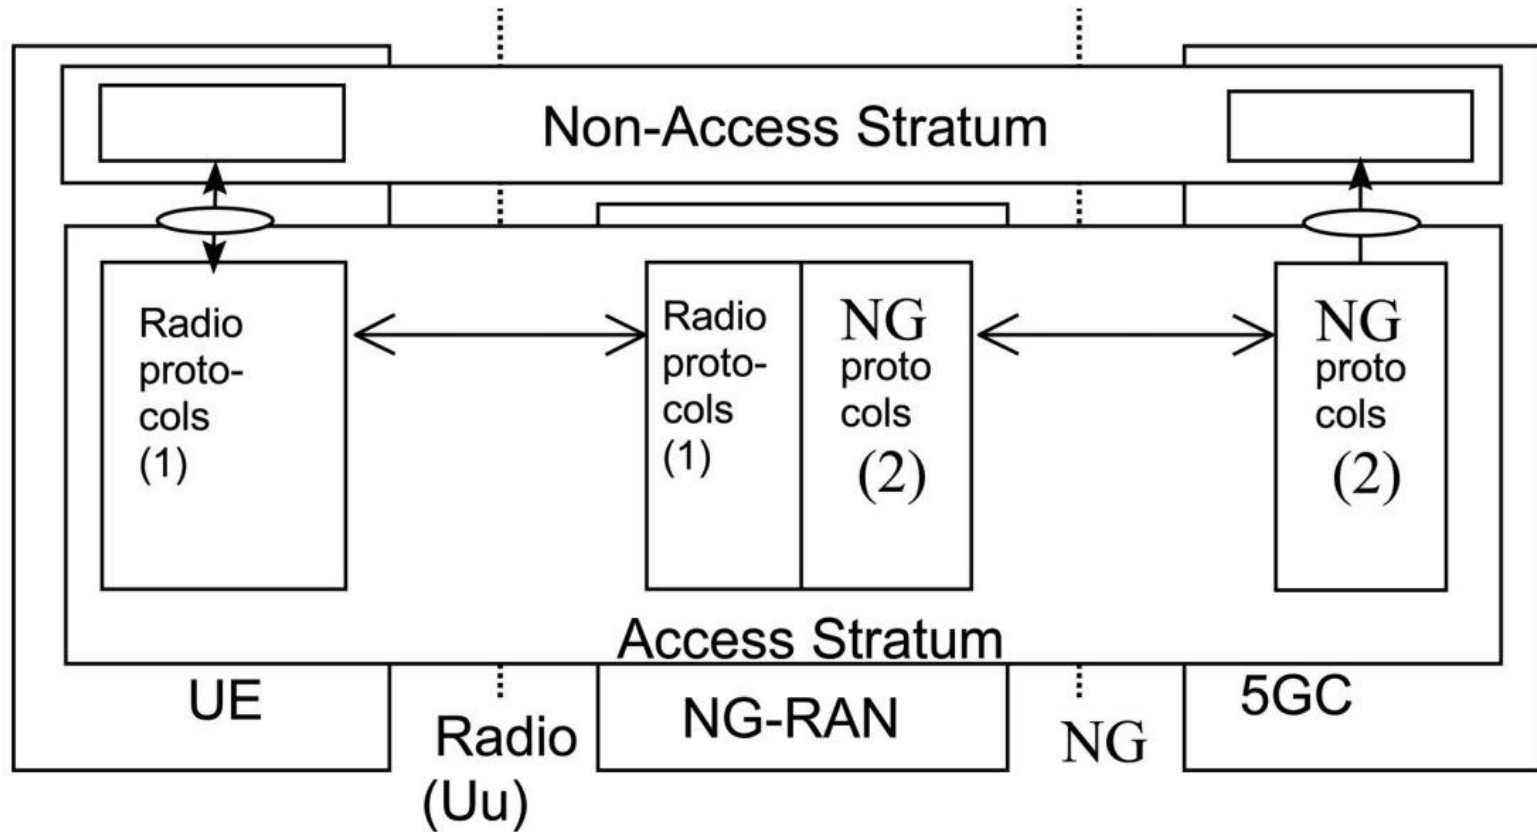 Non-Access Stratum
Radio
proto-
cols
(1)
Radio
proto-
cols
(1)
NG
proto
cols
(2)
NG
proto
cols
(2)
Access Stratum
UE
Radio
(Uu)
NG-RAN
NG
5GC